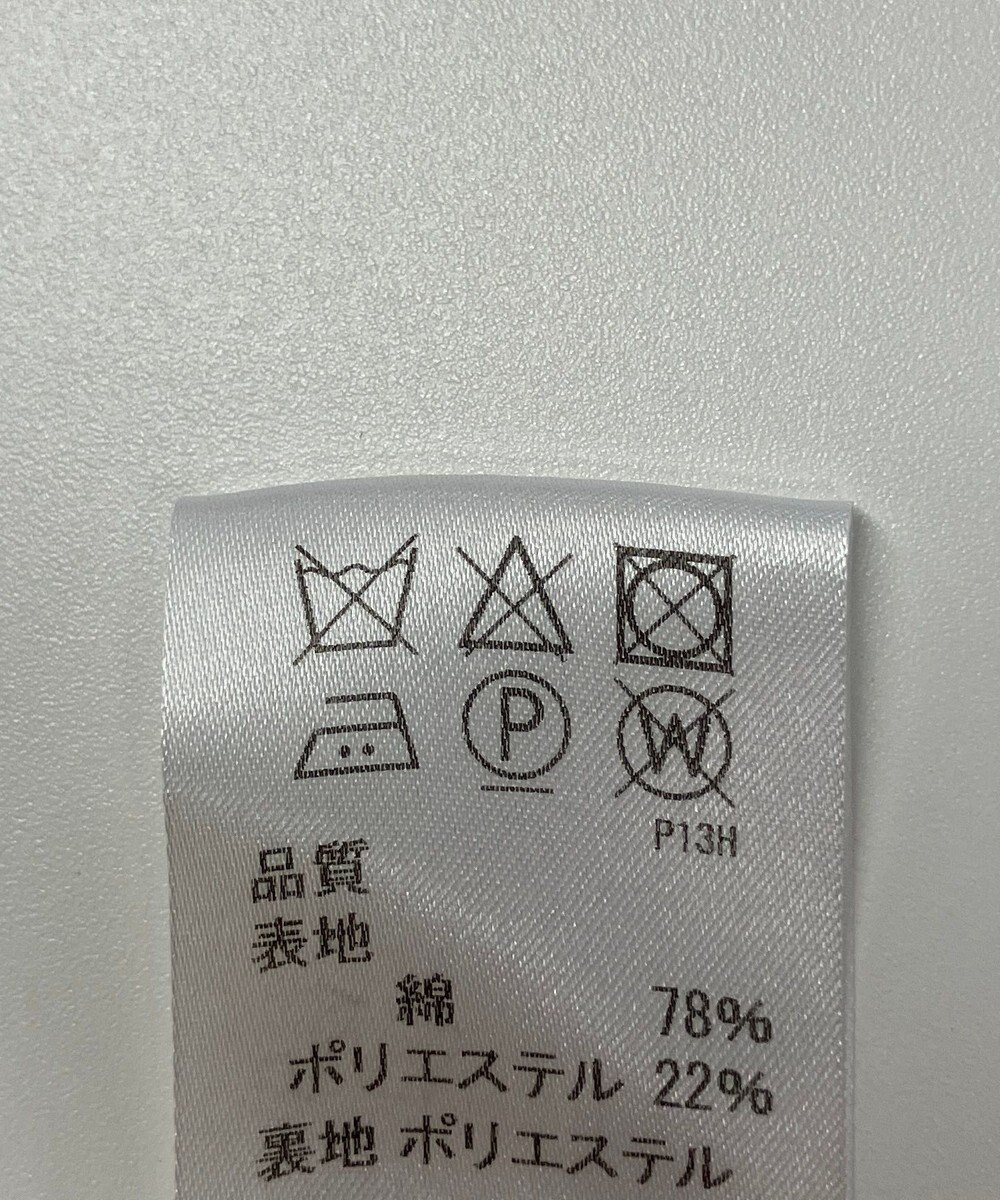 P
W
P13H
品質
表地
綿 78%
ポリエステル 22%
裏地 ポリエステル